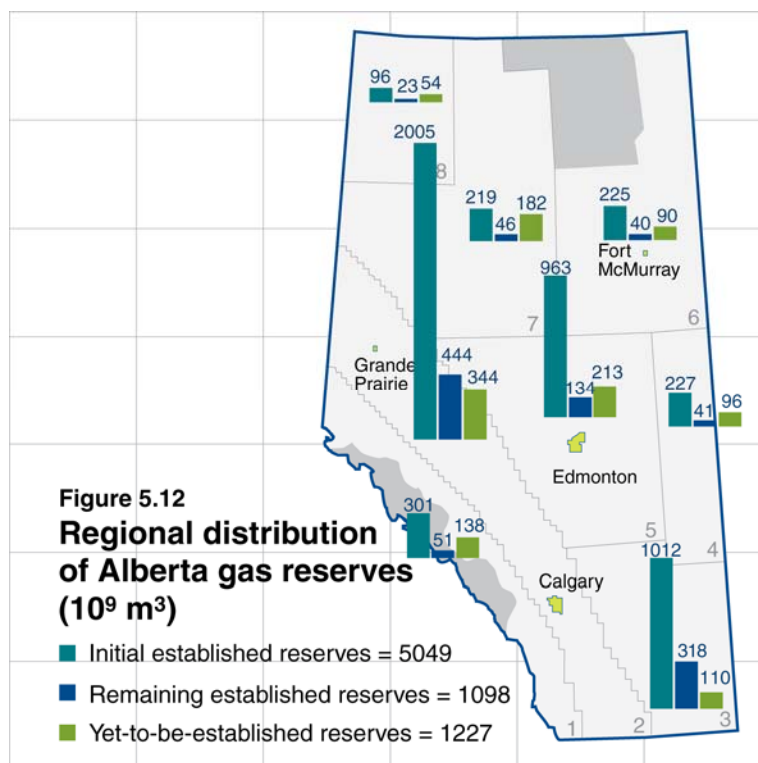 96 23 54
2005
8
219 46 182
225 40 90
Fort
McMurray
963
7
6
Grande
Prairie
444
344
134
213
227 41 96
Edmonton
Figure 5.12
Regional distribution
of Alberta gas reserves
(10⁹ m³)
301 51 138
5
4
1012
Calgary
318
110
Initial established reserves = 5049
Remaining established reserves = 1098
Yet-to-be-established reserves = 1227
1
2
3